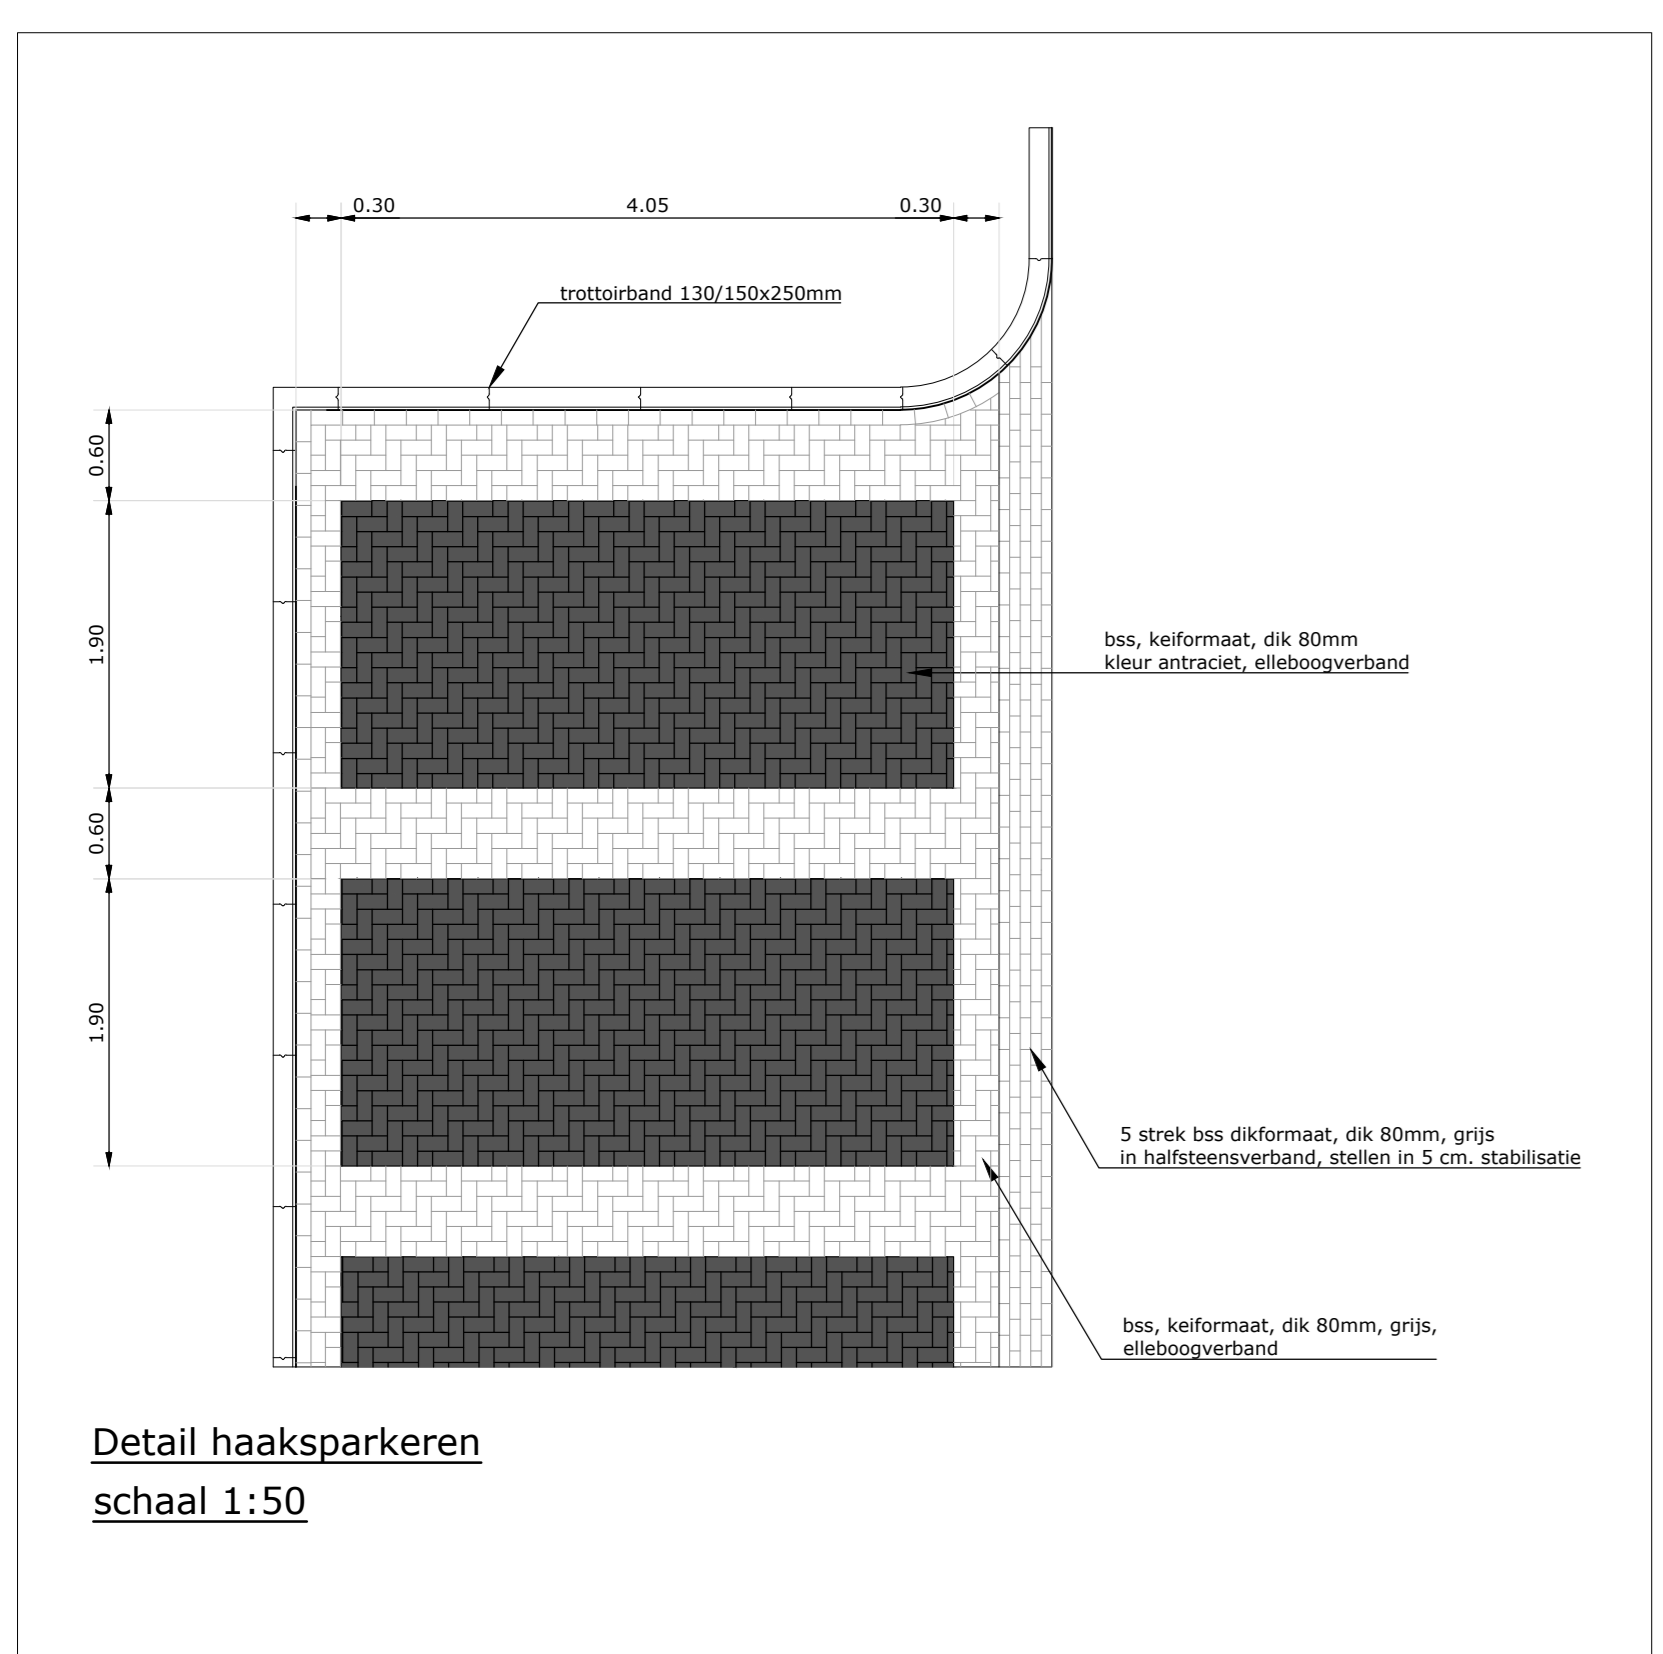 0.30
4.05
0.30
trottoirband 130/150x250mm
0.60
1.90
bss, keiformaat, dik 80mm
kleur antraciet, elleboogverband
0.60
1.90
5 strek bss dikformaat, dik 80mm, grijs
in halfsteensverband, stellen in 5 cm. stabilisatie
bss, keiformaat, dik 80mm, grijs,
elleboogverband
Detail haaksparkeren
schaal 1:50